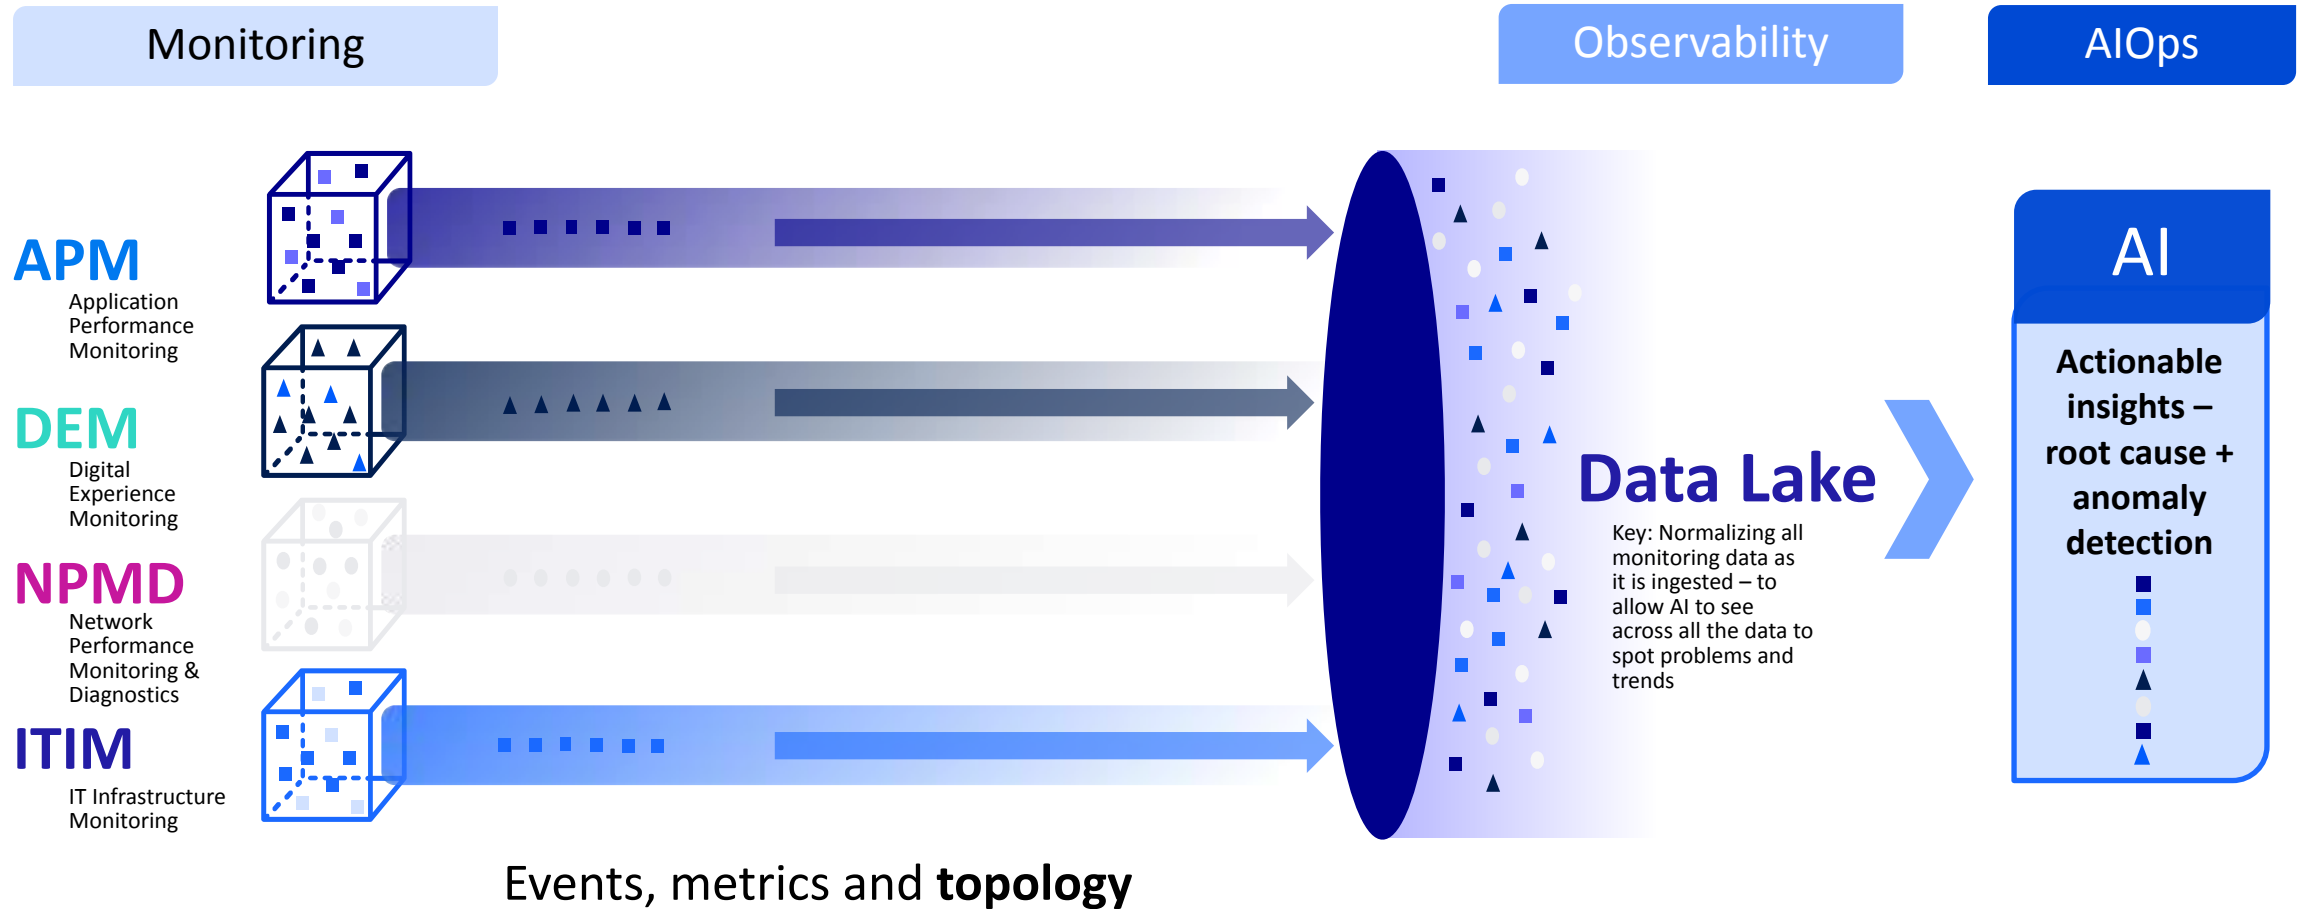 Monitoring
Observability
AIOps
APM
Application
Performance
Monitoring
DEM
Digital
Experience
Monitoring
NPMD
Network
Performance
Monitoring &
Diagnostics
ITIM
IT Infrastructure
Monitoring
Events, metrics and topology
Data Lake
Key: Normalizing all
monitoring data as
it is ingested – to
allow AI to see
across all the data to
spot problems and
trends
AI
Actionable
insights –
root cause +
anomaly
detection